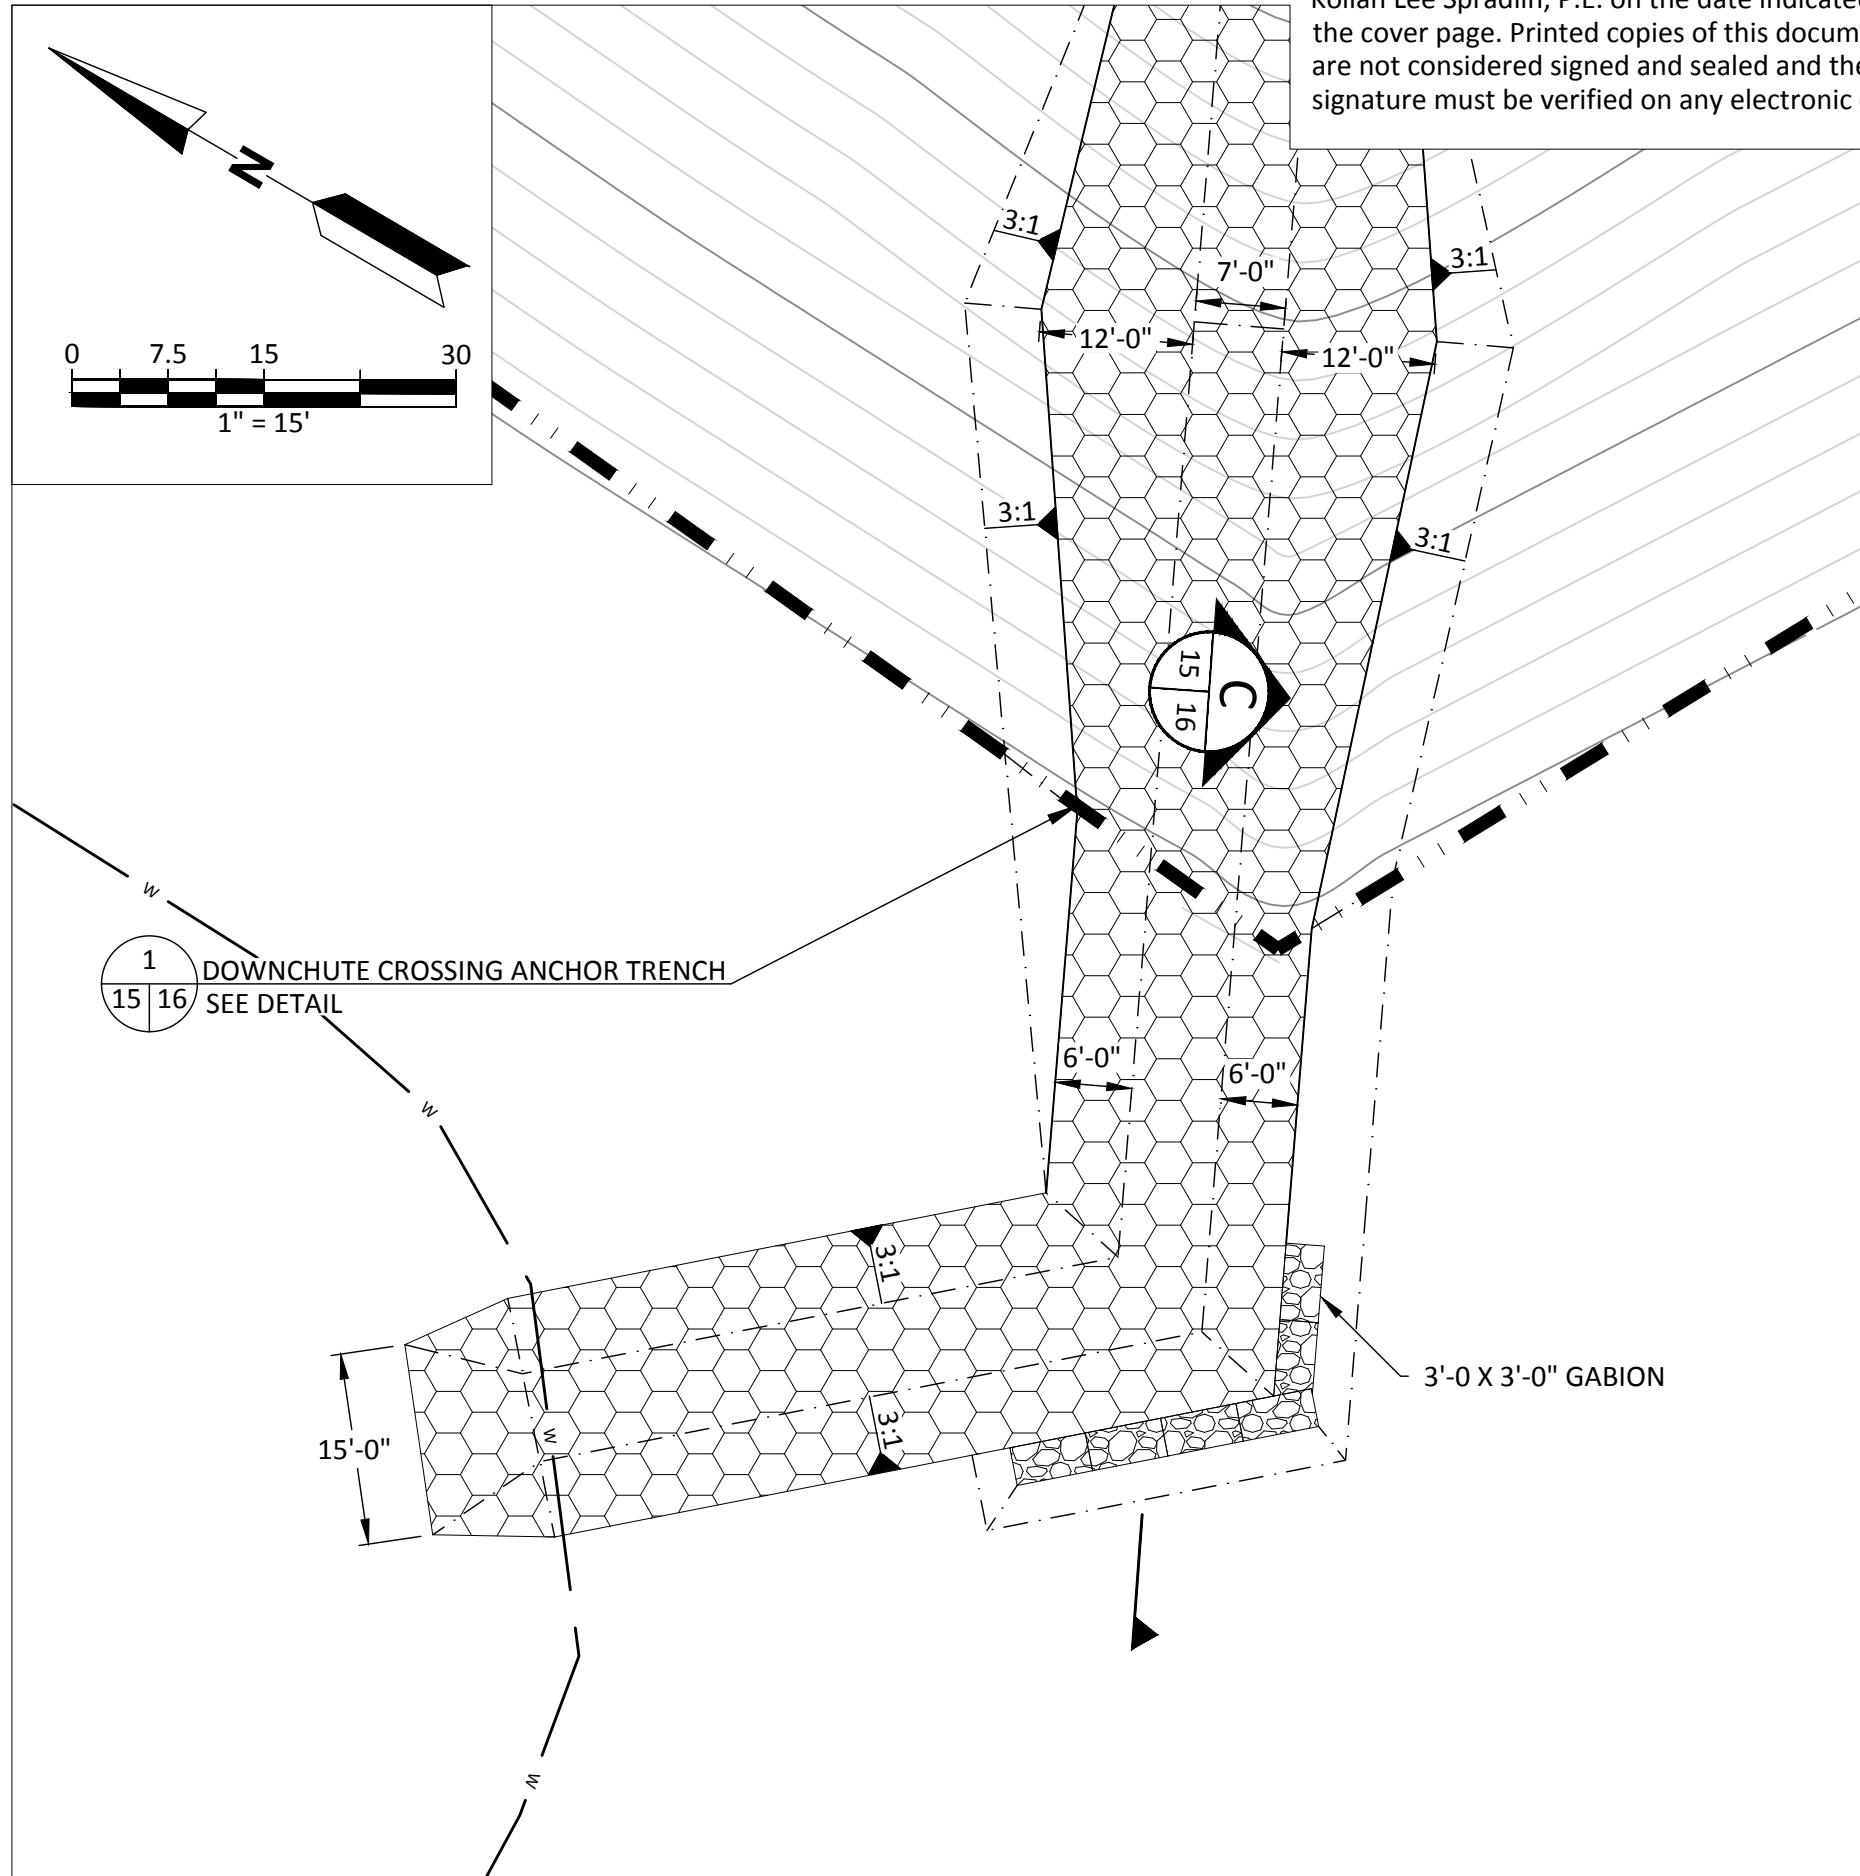 Rohan Lee Spradlin, P.E. on the date indicated
the cover page. Printed copies of this docum
are not considered signed and sealed and the
signature must be verified on any electronic
N
0 7.5 15 30
1" = 15'
3:1
3:1
7'-0"
12'-0"
12'-0"
3:1
3:1
15
16
C
W
1
15 16
DOWNCHUTE CROSSING ANCHOR TRENCH
SEE DETAIL
6'-0"
6'-0"
W
3:1
3'-0 X 3'-0" GABION
3:1
W
15'-0"
W